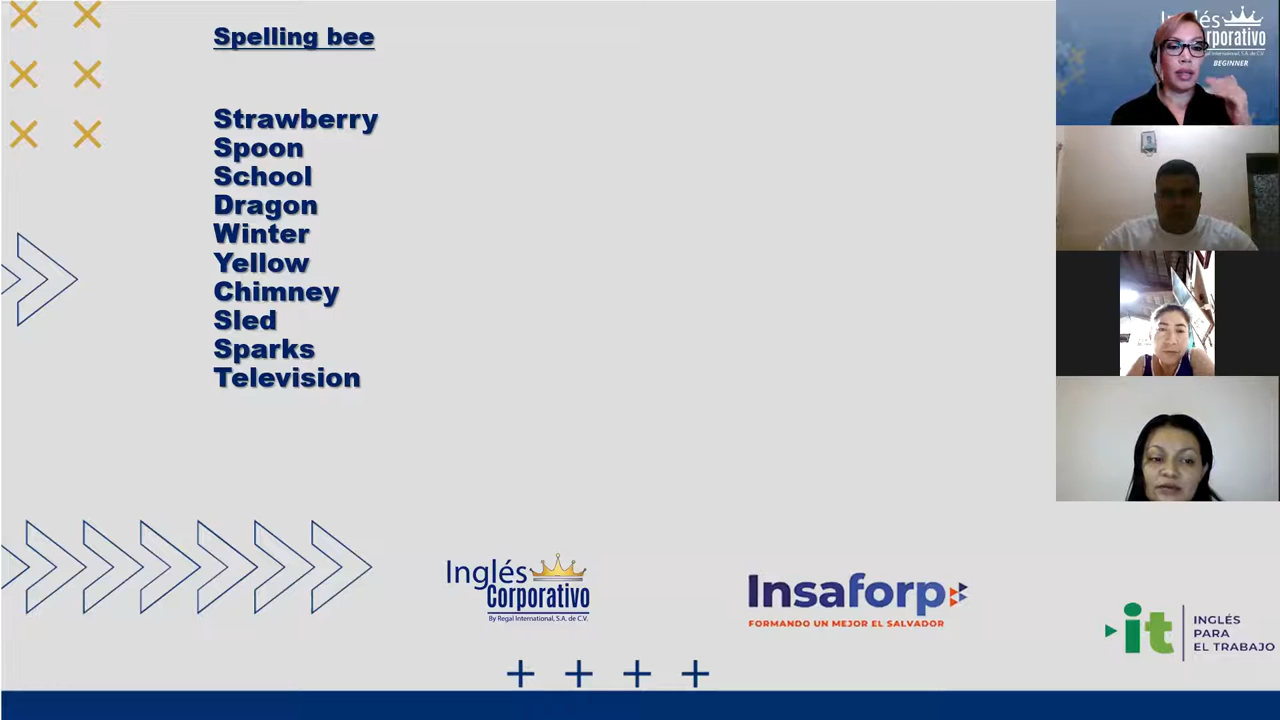 Spelling bee
Strawberry
Spoon
School
Dragon
Winter
Yellow
Chimney
Sled
Sparks
Television
Inglés
Corporativo
By Regal International, S.A. de C.V.
Insaforp
FORMANDO UN MEJOR EL SALVADOR
it
INGLÉS
PARA
EL TRABAJO
BEGINNER